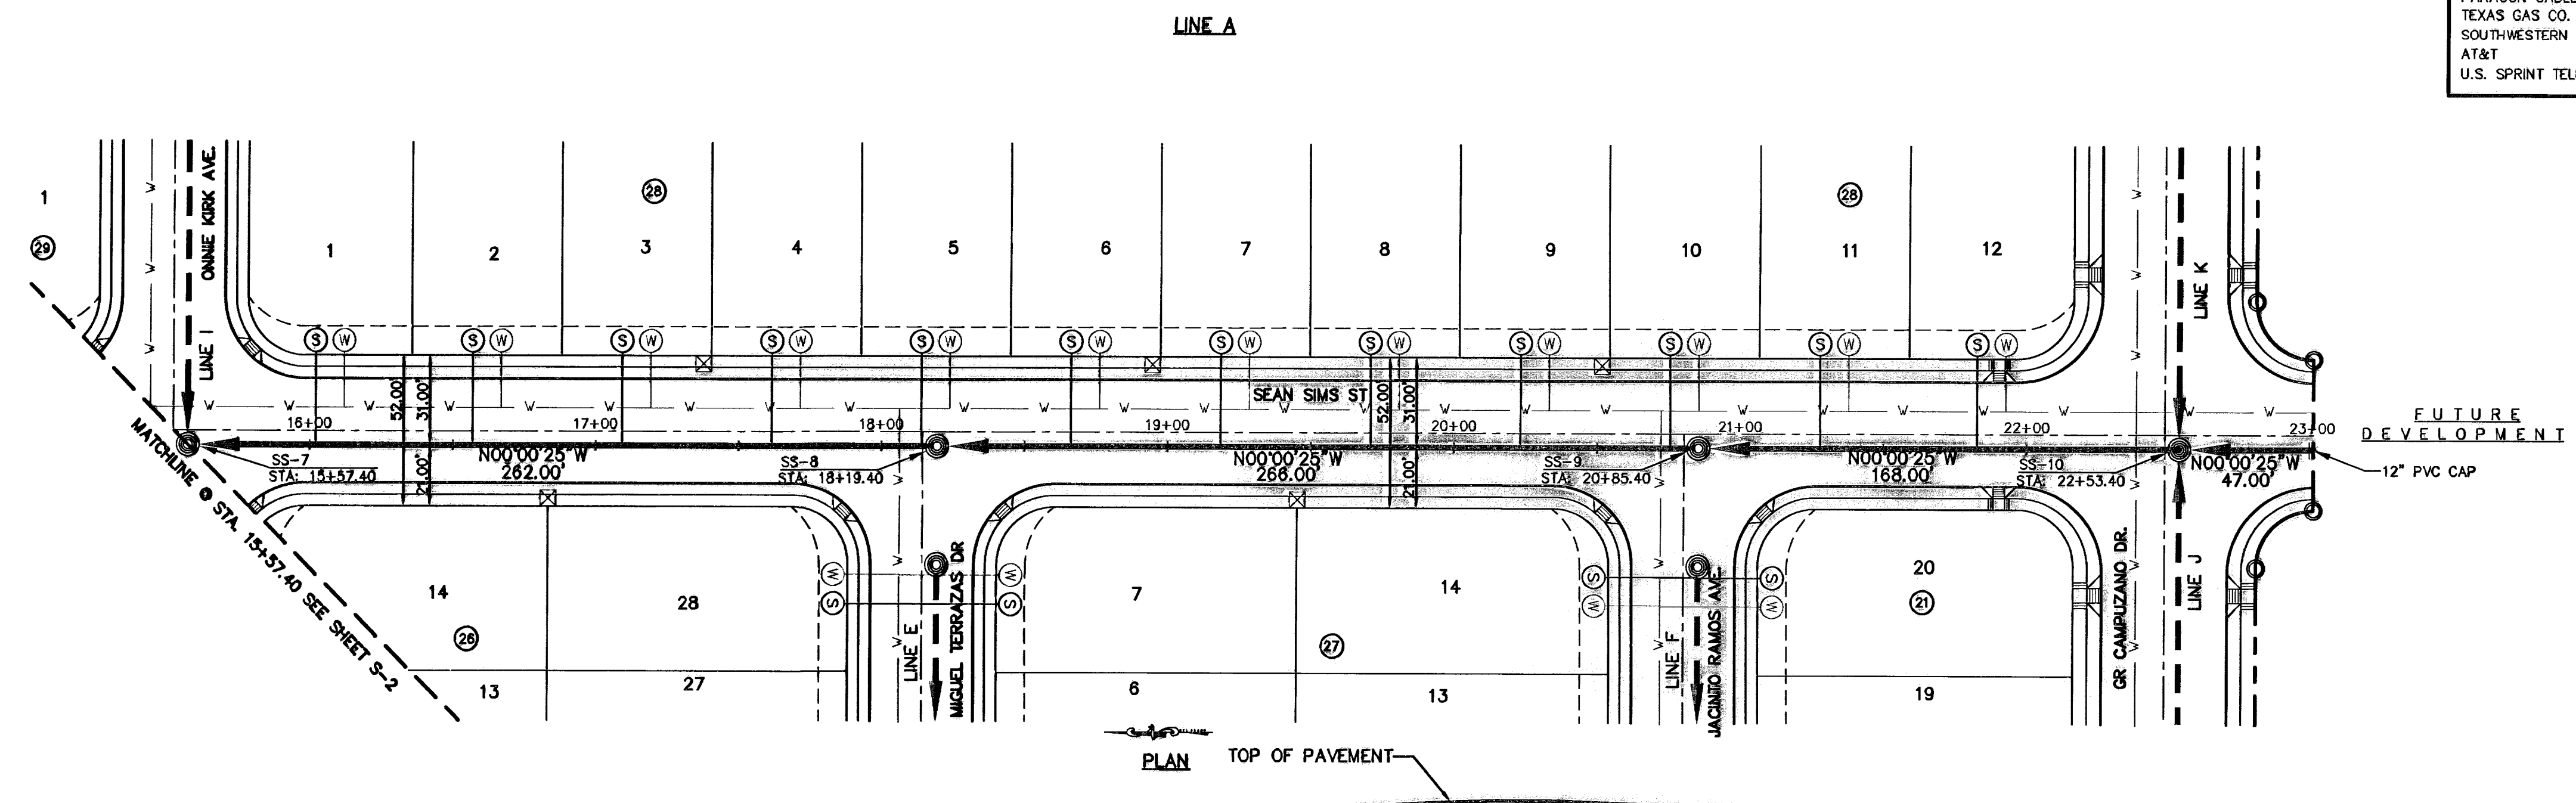 LINE A
TEXAS GAS CO.
SOUTHWESTERN
AT&T
U.S. SPRINT TEL
1
29
ONNIE KIRK AVE.
LINE I
28
28
1
2
3
4
5
6
7
8
9
10
11
12
LINE K
S W S W S W S W S W S W S W S W S W S W S W S W
52.00'
31.00'
21.00'
SEAN SIMS ST
52.00'
31.00'
21.00'
16+00
17+00
18+00
19+00
20+00
21+00
22+00
23+00
FUTURE
DEVELOPMENT
12" PVC CAP
SS-7
STA: 15+57.40
N00°00'25"W
262.00'
SS-8
STA: 18+19.40
N00°00'25"W
266.00'
SS-9
STA: 20+85.40
N00°00'25"W
168.00'
SS-10
STA: 22+53.40
N00°00'25"W
47.00'
MATCHLINE @ STA. 15+57.40 SEE SHEET S-2
14
28
26
13
27
W W
S S
LINE E
MIGUEL TERRAZAS DR
7
14
27
6
13
S S
W W
LINE F
JACINTO RAMOS AVE.
20
21
19
GR CAMPUZANO DR.
LINE J
PLAN
TOP OF PAVEMENT